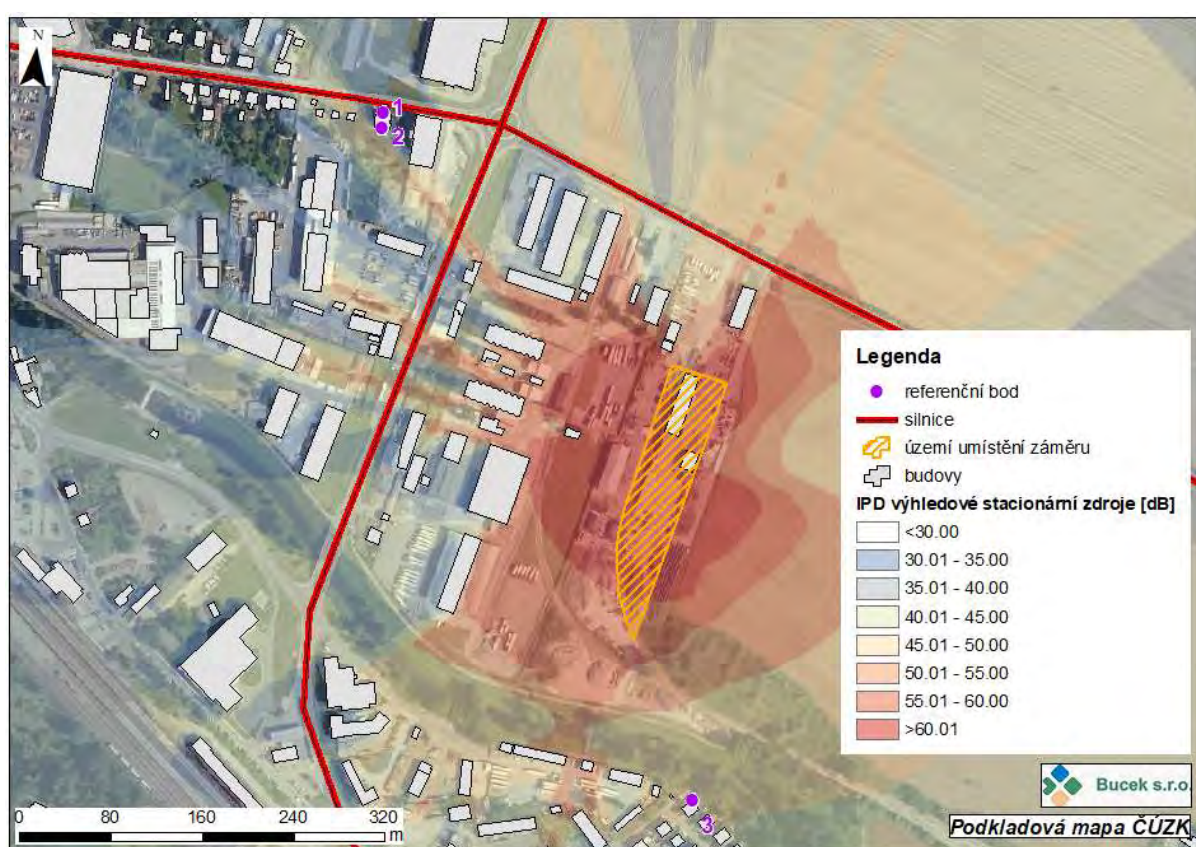 N
1
2
Legenda
referenční bod
silnice
území umístění záměru
budovy
IPD výhledové stacionární zdroje [dB]
<30.00
30.01 - 35.00
35.01 - 40.00
40.01 - 45.00
45.01 - 50.00
50.01 - 55.00
55.01 - 60.00
>60.01
Bucek s.r.o.
3
0 80 160 240 320
m
Podkladová mapa ČÚZK